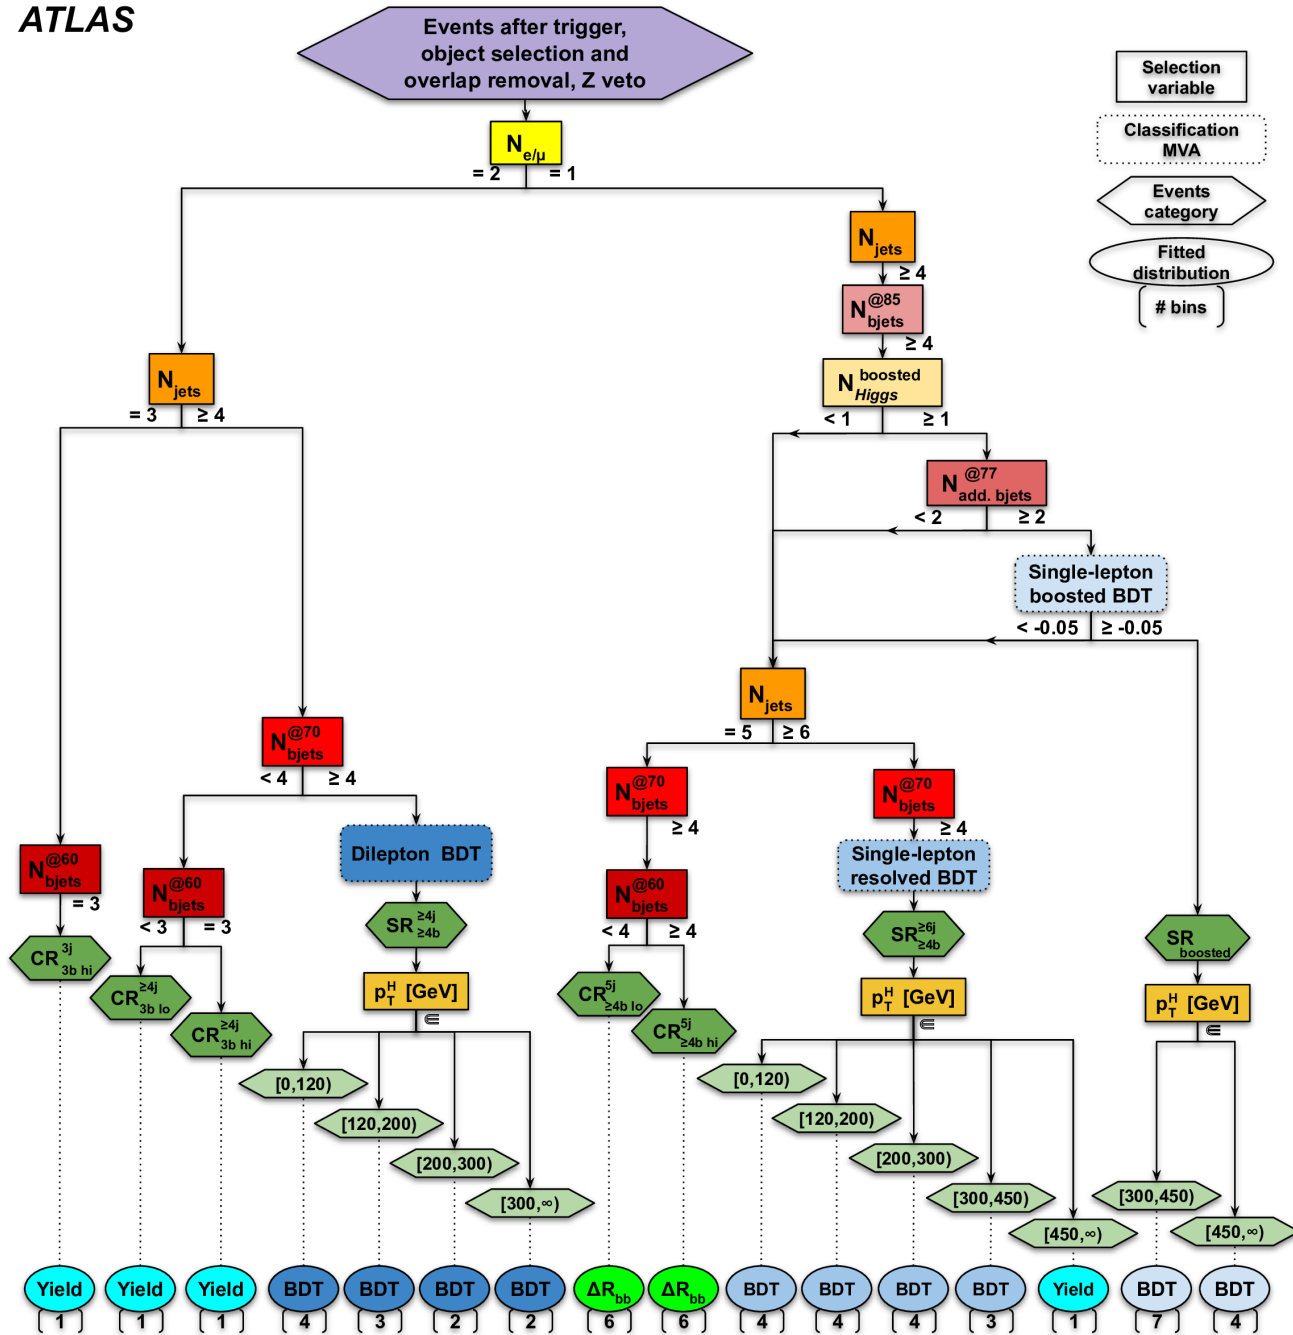 ATLAS
Events after trigger,
object selection and
overlap removal, Z veto
Selection
variable
Classification
MVA
Events
category
Fitted
distribution
# bins
N e/μ
= 2 = 1
N jets
≥ 4
N @85 bjets
≥ 4
N boosted Higgs
< 1 ≥ 1
N jets
= 3 ≥ 4
N @77 add. bjets
< 2 ≥ 2
Single-lepton
boosted BDT
< -0.05 ≥ -0.05
N jets
= 5 ≥ 6
N @70 bjets
< 4 ≥ 4
N @70 bjets
≥ 4
N @70 bjets
≥ 4
Dilepton BDT
Single-lepton
resolved BDT
N @60 bjets
= 3
N @60 bjets
< 3 = 3
N @60 bjets
< 4 ≥ 4
SR ≥4j ≥4b
SR ≥6j ≥4b
SR boosted
CR 3j 3b hi
CR ≥4j 3b lo
CR ≥4j 3b hi
CR 5j ≥4b lo
CR 5j ≥4b hi
p H T [GeV]
∈
p H T [GeV]
∈
p H T [GeV]
∈
[0,120)
[120,200)
[200,300)
[300,∞)
[0,120)
[120,200)
[200,300)
[300,450)
[450,∞)
[300,450)
[450,∞)
Yield Yield Yield BDT BDT BDT BDT ΔR bb ΔR bb BDT BDT BDT BDT Yield BDT BDT
1 1 1 4 3 2 2 6 6 4 4 4 3 1 7 4